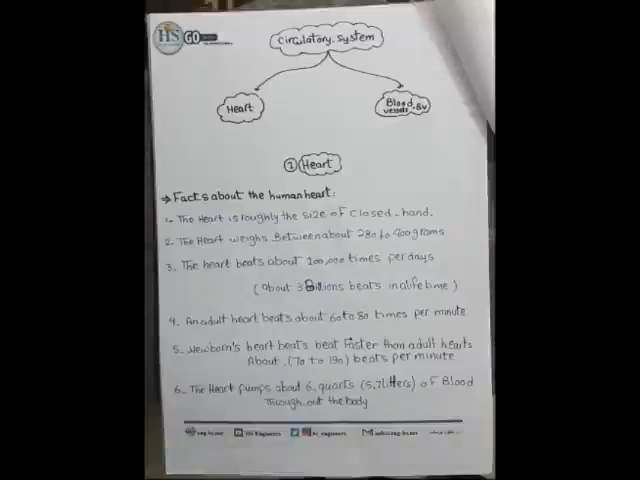 HS GO
Circulatory system
Heart
Blood vessels. BV
1 Heart
⇒ Facts about the human heart:
1- The Heart is roughly the size of closed-hand.
2. The Heart weighs Between about 280 to 400 grams
3. The heart beats about 100,000 times per days
(About 3 Billions beats in a life time)
4. An adult heart beats about 60 to 80 times per minute
5. Newborn's heart beats beat faster than adult hearts
About (70 to 190) beats per minute
6. The Heart pumps about 6 quarts (5.7 litters) of Blood
Through out the body